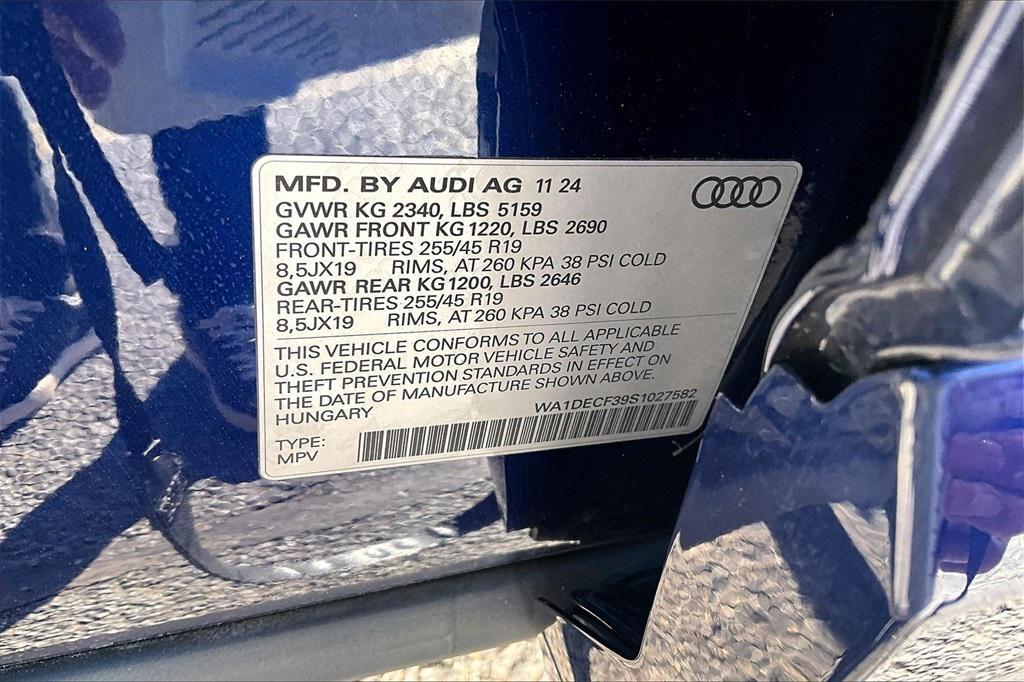 MFD. BY AUDI AG 11 24
GVWR KG 2340, LBS 5159
GAWR FRONT KG 1220, LBS 2690
FRONT-TIRES 255/45 R19
8,5JX19 RIMS, AT 260 KPA 38 PSI COLD
GAWR REAR KG 1200, LBS 2646
REAR-TIRES 255/45 R19
8,5JX19 RIMS, AT 260 KPA 38 PSI COLD
THIS VEHICLE CONFORMS TO ALL APPLICABLE
U.S. FEDERAL MOTOR VEHICLE SAFETY AND
THEFT PREVENTION STANDARDS IN EFFECT ON
THE DATE OF MANUFACTURE SHOWN ABOVE.
HUNGARY WA1DECF39S1027582
TYPE:
MPV